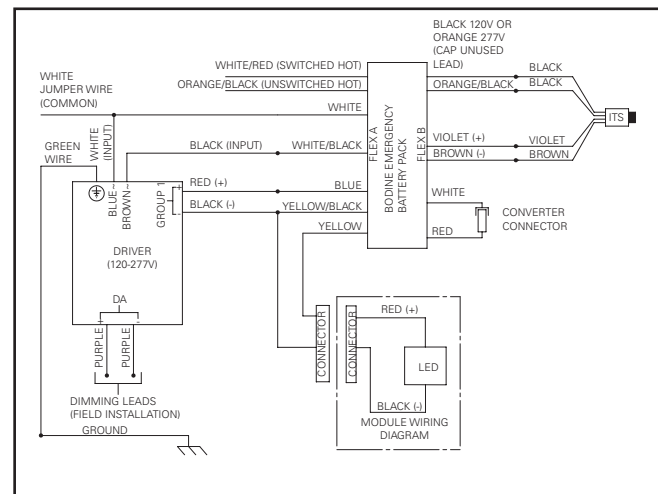 BLACK 120V OR
ORANGE 277V
(CAP UNUSED
LEAD)
WHITE/RED (SWITCHED HOT)
BLACK
ORANGE/BLACK (UNSWITCHED HOT)
ORANGE/BLACK
BLACK
WHITE
JUMPER WIRE
(COMMON)
WHITE
ITS
GREEN
WIRE
WHITE
(INPUT)
BLACK (INPUT)
WHITE/BLACK
FLEX A
BODINE EMERGENCY
BATTERY PACK
FLEX B
VIOLET (+)
VIOLET
BROWN (-)
BROWN
BLUE~
BROWN~
GROUP 1
+
-
RED (+)
BLUE
BLACK (-)
YELLOW/BLACK
WHITE
CONVERTER
CONNECTOR
YELLOW
RED
DRIVER
(120-277V)
DA
+
-
PURPLE
PURPLE
CONNECTOR
CONNECTOR
RED (+)
LED
BLACK (-)
MODULE WIRING
DIAGRAM
DIMMING LEADS
(FIELD INSTALLATION)
GROUND